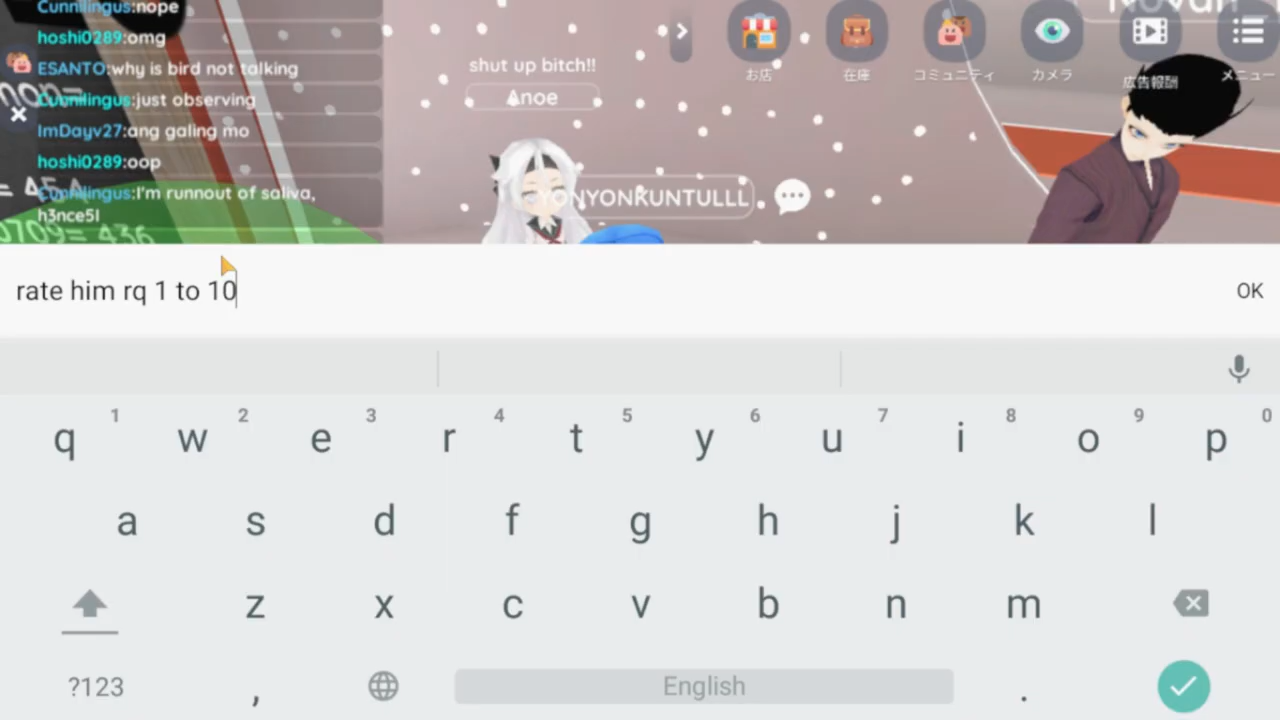 Cunnilingus:nope
hoshi0289:omg
ESANTO:why is bird not talking
Cunnilingus:just observing
ImDayv27:ang galing mo
hoshi0289:oop
Cunnilingus:I'm runnout of saliva,
h3nce5l
0709= 436
shut up bitch!!
Anoe
YONYONKUNTULLL
お店
在庫
コミュニティ
カメラ
広告報酬
メニュー
rate him rq 1 to 10
OK
1 2 3 4 5 6 7 8 9 0
q w e r t y u i o p
a s d f g h j k l
z x c v b n m
?123 , English .